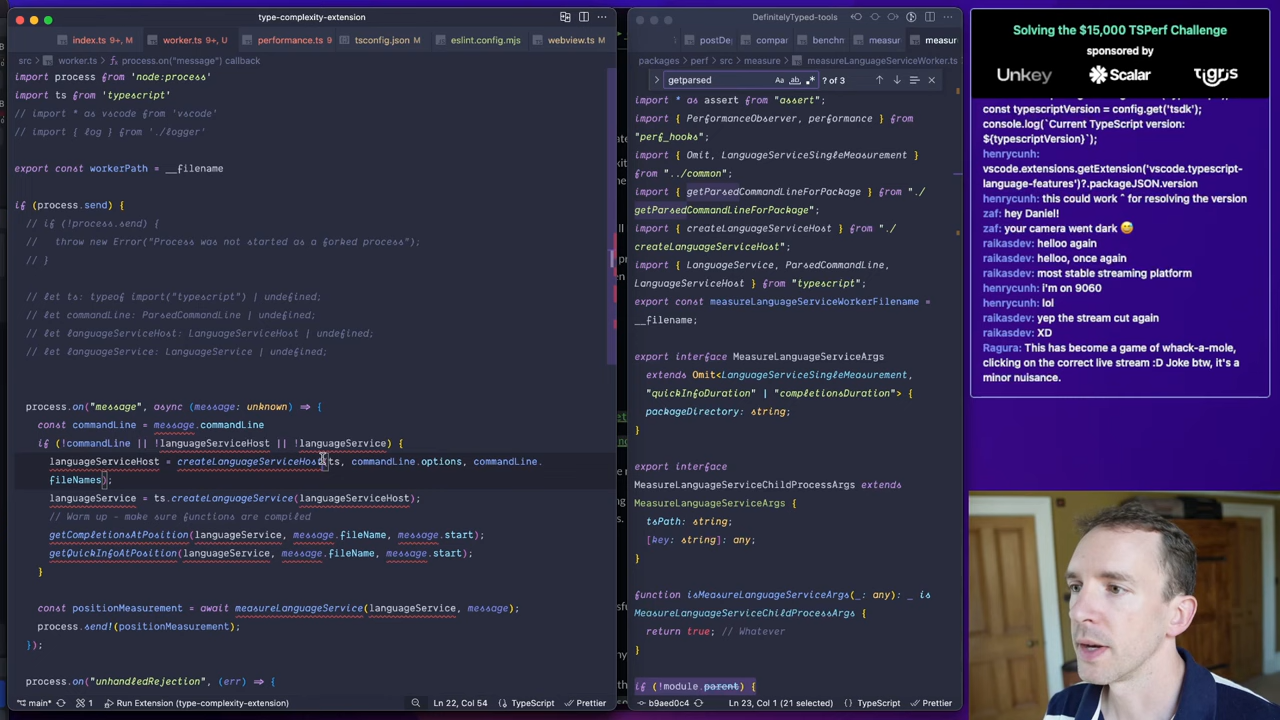 type-complexity-extension
index.ts 9+, M
worker.ts 9+, U
performance.ts 9
tsconfig.json M
eslint.config.mjs
webview.ts M
src > worker.ts > process.on("message") callback
import process from 'node:process'
import ts from 'typescript'
// import * as vscode from 'vscode'
// import { log } from './logger'
export const workerPath = __filename
if (process.send) {
// if (!process.send) {
//   throw new Error("Process was not started as a forked process");
// }
// let ts: typeof import("typescript") | undefined;
// let commandLine: ParsedCommandLine | undefined;
// let languageServiceHost: LanguageServiceHost | undefined;
// let languageService: LanguageService | undefined;
process.on("message", async (message: unknown) => {
const commandLine = message.commandLine
if (!commandLine || !languageServiceHost || !languageService) {
languageServiceHost = createLanguageServiceHost(ts, commandLine.options, commandLine.
fileNames);
languageService = ts.createLanguageService(languageServiceHost);
// Warm up - make sure functions are compiled
getCompletionsAtPosition(languageService, message.fileName, message.start);
getQuickInfoAtPosition(languageService, message.fileName, message.start);
}
const positionMeasurement = await measureLanguageService(languageService, message);
process.send!(positionMeasurement);
});
process.on("unhandledRejection", (err) => {
main*
1
Run Extension (type-complexity-extension)
Ln 22, Col 54
TypeScript
Prettier
DefinitelyTyped-tools
postDe
compar
benchm
measur
measur
packages > perf > src > measure > measureLanguageServiceWorker.ts
getparsed
Aa
ab
? of 3
import * as assert from "assert";
import { PerformanceObserver, performance } from
"perf_hooks";
import { Omit, LanguageServiceSingleMeasurement }
from "../common";
import { getParsedCommandLineForPackage } from "./
getParsedCommandLineForPackage";
import { createLanguageServiceHost } from "./
createLanguageServiceHost";
import { LanguageService, ParsedCommandLine,
LanguageServiceHost } from "typescript";
export const measureLanguageServiceWorkerFilename =
__filename;
export interface MeasureLanguageServiceArgs
extends Omit<LanguageServiceSingleMeasurement,
"quickInfoDuration" | "completionsDuration"> {
packageDirectory: string;
}
export interface
MeasureLanguageServiceChildProcessArgs extends
MeasureLanguageServiceArgs {
tsPath: string;
[key: string]: any;
}
function isMeasureLanguageServiceArgs(_: any): _ is
MeasureLanguageServiceChildProcessArgs {
return true; // Whatever
}
if (!module.parent) {
b9aed0c4
Ln 23, Col 1 (21 selected)
TypeScript
Prettier
Solving the $15,000 TSPerf Challenge
sponsored by
Unkey
Scalar
tigris
const typescriptVersion = config.get('tsdk');
console.log(`Current TypeScript version:
${typescriptVersion}`);
henrycunh:
vscode.extensions.getExtension('vscode.typescript-
language-features')?.packageJSON.version
henrycunh: this could work ^ for resolving the version
zaf: hey Daniel!
zaf: your camera went dark 😅
raikasdev: helloo again
raikasdev: helloo, once again
raikasdev: most stable streaming platform
henrycunh: i'm on 9060
henrycunh: lol
raikasdev: yep the stream cut again
raikasdev: XD
Ragura: This has become a game of whack-a-mole,
clicking on the correct live stream :D Joke btw, it's a
minor nuisance.